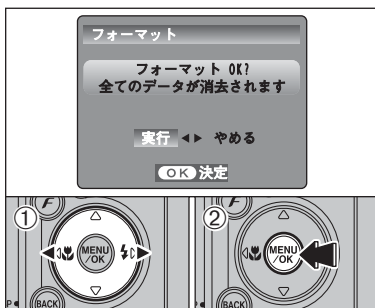 フォーマット
フォーマット OK?
全てのデータが消去されます
実行 ◀▶ やめる
OK 決定
①
F
MENU
/OK
BACK
②
F
MENU
/OK
BACK